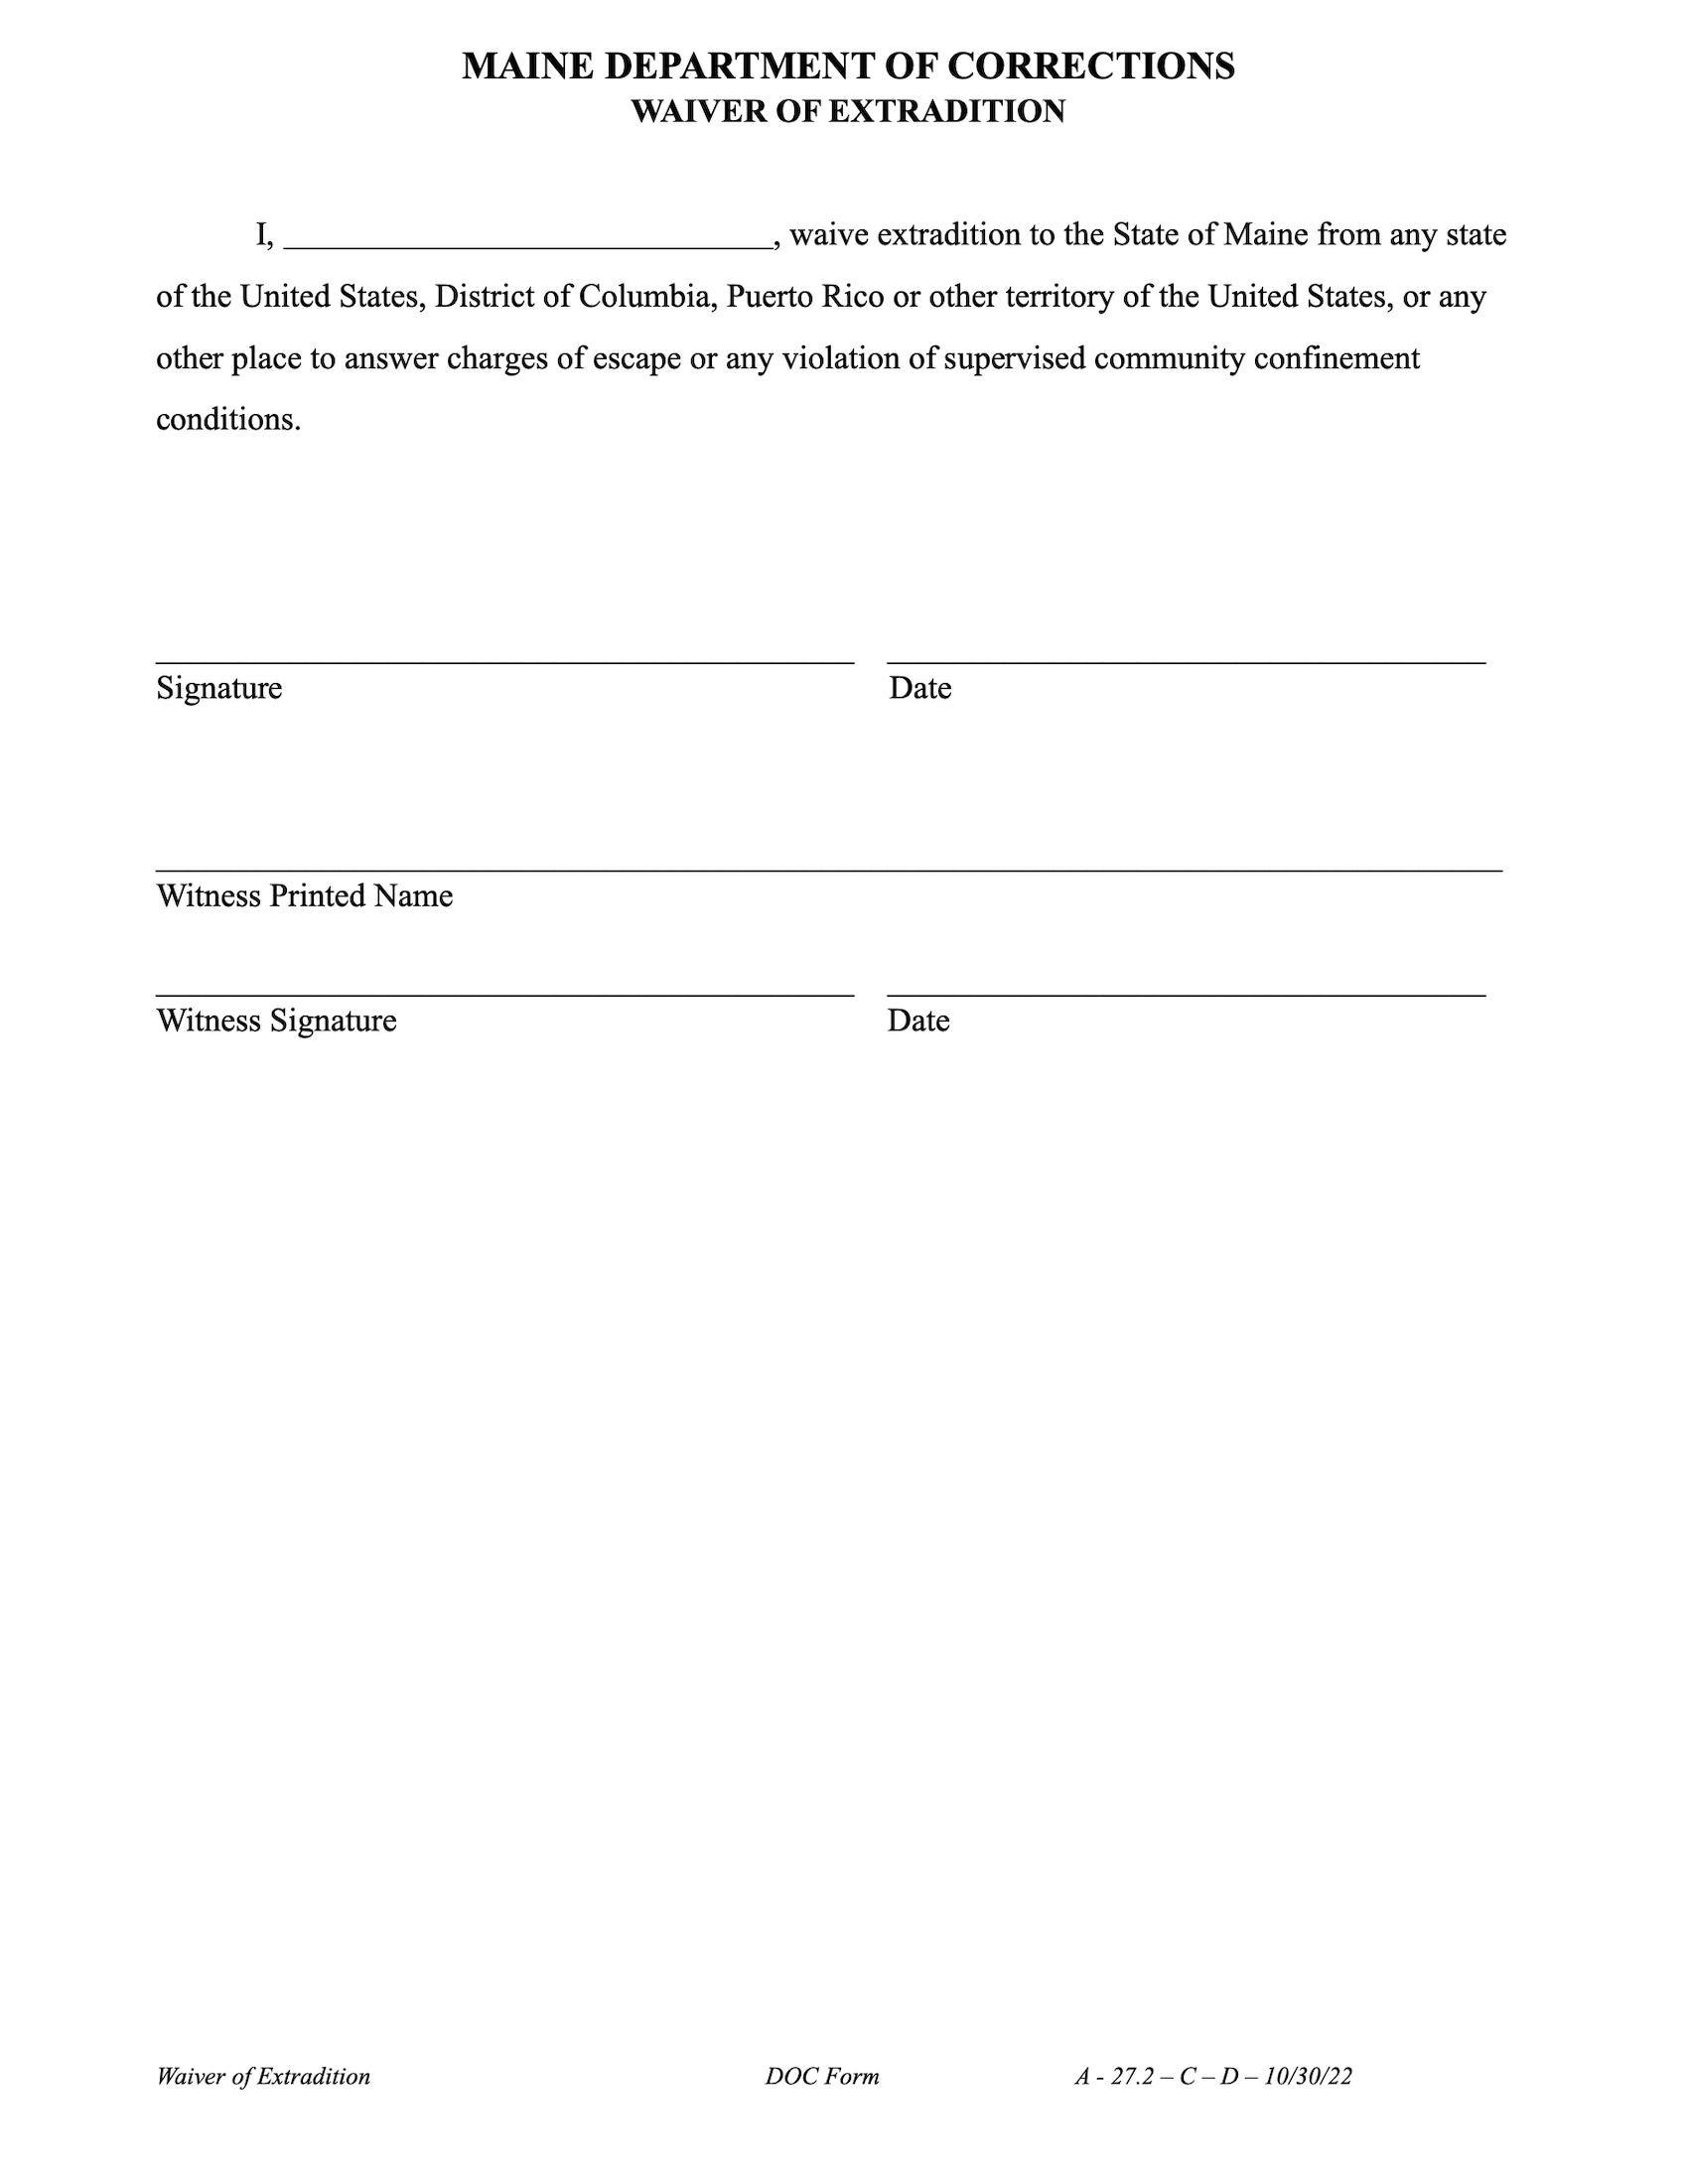 MAINE DEPARTMENT OF CORRECTIONS
WAIVER OF EXTRADITION
I, ______________________________, waive extradition to the State of Maine from any state
of the United States, District of Columbia, Puerto Rico or other territory of the United States, or any
other place to answer charges of escape or any violation of supervised community confinement
conditions.
Signature Date
Witness Printed Name
Witness Signature Date
Waiver of Extradition DOC Form A - 27.2 – C – D – 10/30/22